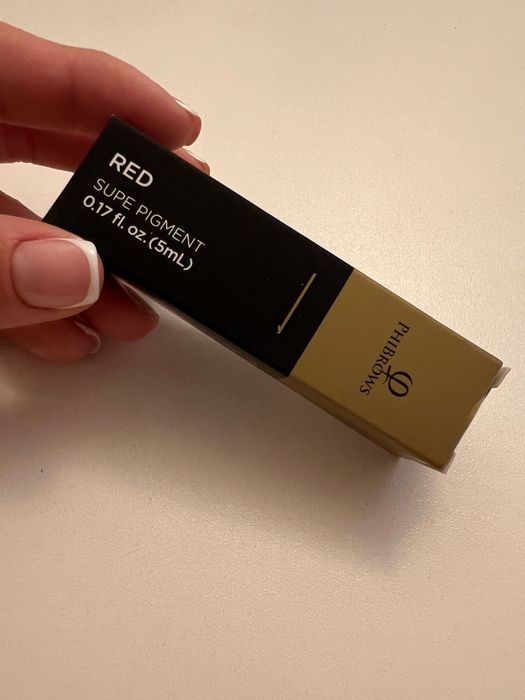 RED
SUPE PIGMENT
0.17 fl. oz. (5mL)
φ
PHIBROWS